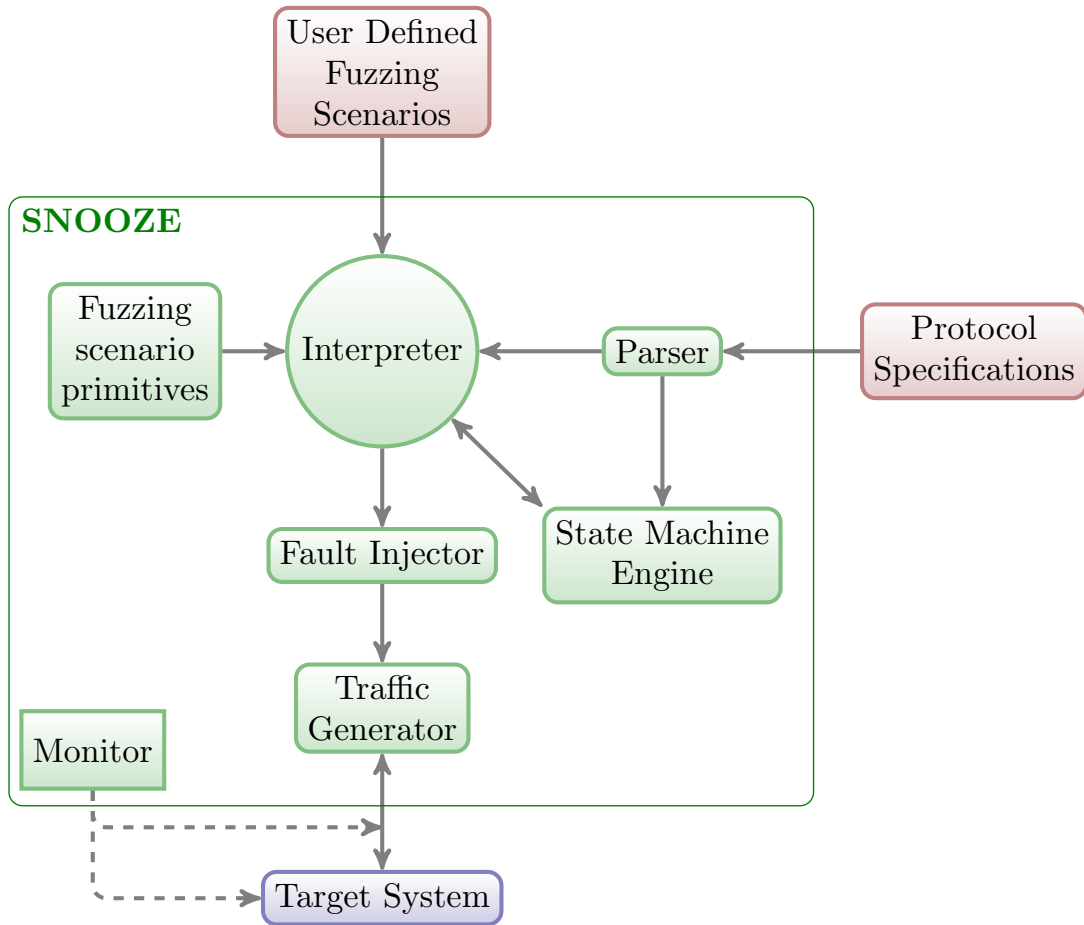 User Defined
Fuzzing
Scenarios
SNOOZE
Fuzzing
scenario
primitives
Interpreter
Parser
Protocol
Specifications
Fault Injector
State Machine
Engine
Traffic
Generator
Monitor
Target System